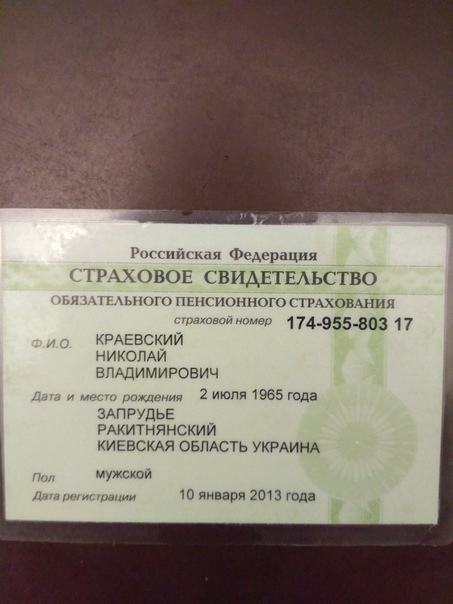 Российская Федерация
СТРАХОВОЕ СВИДЕТЕЛЬСТВО
ОБЯЗАТЕЛЬНОГО ПЕНСИОННОГО СТРАХОВАНИЯ
страховой номер 174-955-803 17
Ф.И.О. КРАЕВСКИЙ
НИКОЛАЙ
ВЛАДИМИРОВИЧ
Дата и место рождения 2 июля 1965 года
ЗАПРУДЬЕ
РАКИТНЯНСКИЙ
КИЕВСКАЯ ОБЛАСТЬ УКРАИНА
Пол мужской
Дата регистрации 10 января 2013 года